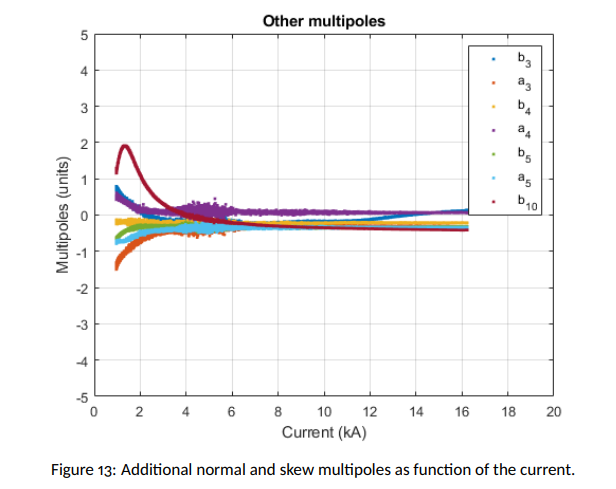 Other multipoles
5
4
3
2
1
0
-1
-2
-3
-4
-5
Multipoles (units)
0 2 4 6 8 10 12 14 16 18 20
Current (kA)
b3
a3
b4
a4
b5
a5
b10
Figure 13: Additional normal and skew multipoles as function of the current.